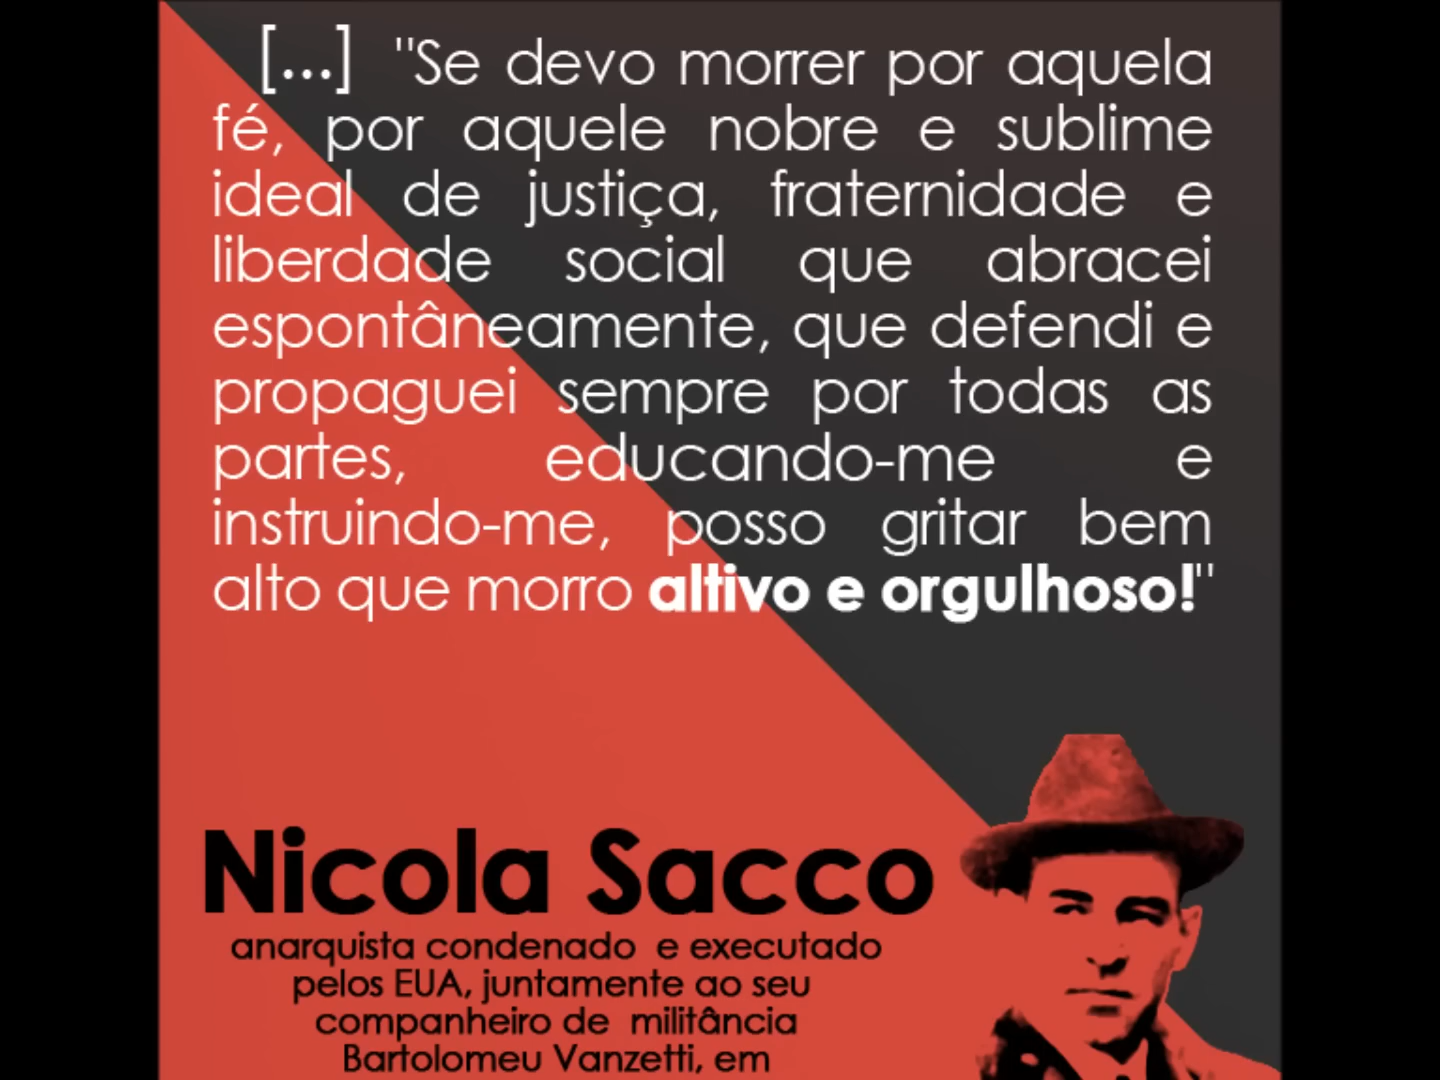 [...] "Se devo morrer por aquela
fé, por aquele nobre e sublime
ideal de justiça, fraternidade e
liberdade social que abracei
espontâneamente, que defendi e
propaguei sempre por todas as
partes, educando-me e
instruindo-me, posso gritar bem
alto que morro altivo e orgulhoso!"
Nicola Sacco
anarquista condenado e executado
pelos EUA, juntamente ao seu
companheiro de militância
Bartolomeu Vanzetti, em